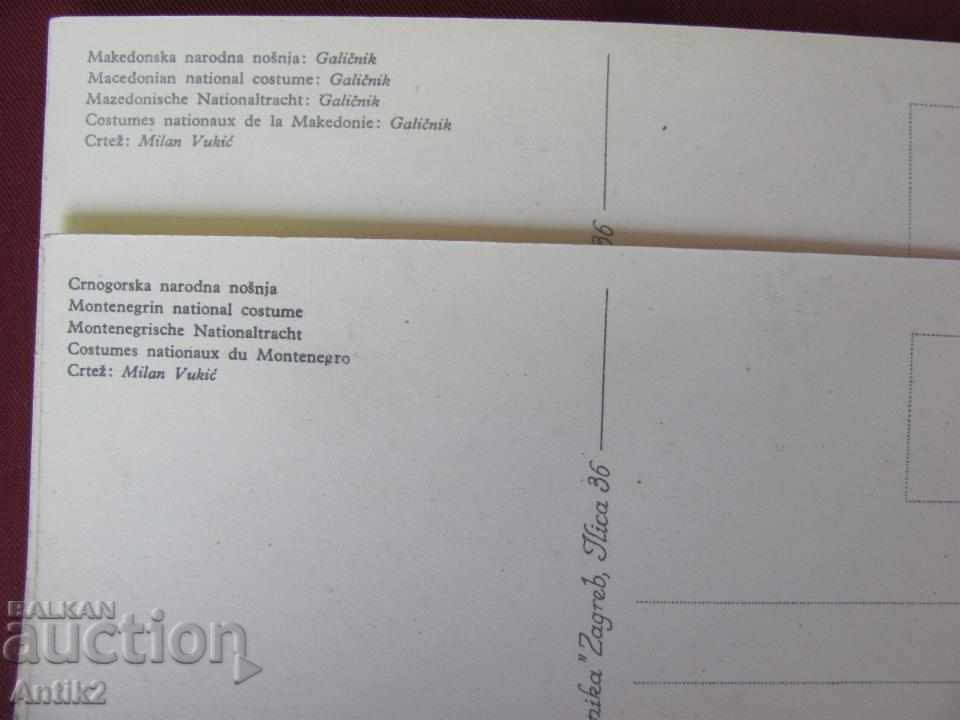 Makedonska narodna nošnja: Galičnik
Macedonian national costume: Galičnik
Mazedonische Nationaltracht: Galičnik
Costumes nationaux de la Makedonie: Galičnik
Crtež: Milan Vukić
36
Crnogorska narodna nošnja
Montenegrin national costume
Montenegrische Nationaltracht
Costumes nationaux du Montenegro
Crtež: Milan Vukić
nika" Zagreb, Ilica 36
BALKAN
auction
Antik2